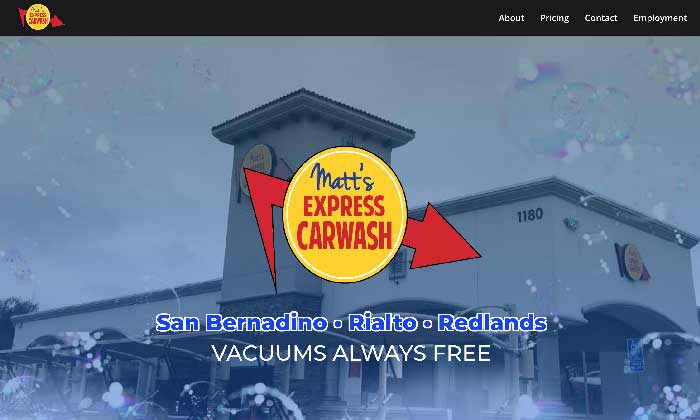 Matt's
EXPRESS
CARWASH
About Pricing Contact Employment
Matt's
EXPRESS
CARWASH
1180
San Bernadino • Rialto • Redlands
VACUUMS ALWAYS FREE